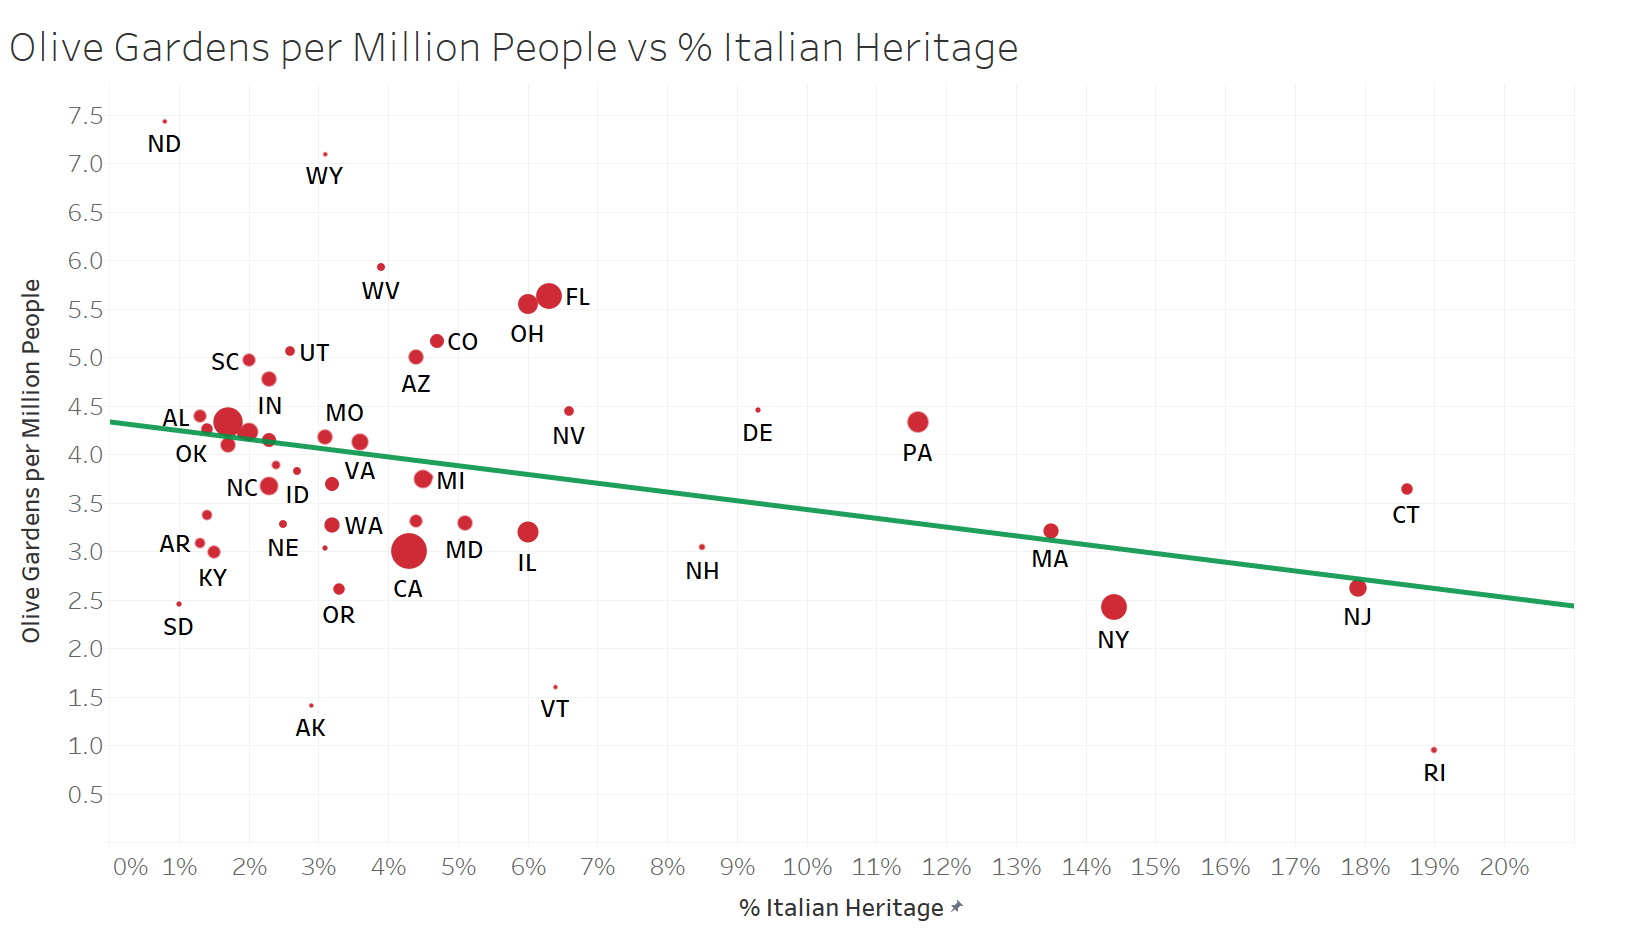 Olive Gardens per Million People vs % Italian Heritage
Olive Gardens per Million People
7.5
7.0
6.5
6.0
5.5
5.0
4.5
4.0
3.5
3.0
2.5
2.0
1.5
1.0
0.5
ND
WY
WV
FL
OH
CO
UT
SC
AZ
IN
MO
AL
NV
DE
PA
OK
VA
MI
NC
ID
CT
WA
AR
NE
MD
MA
IL
NH
KY
CA
OR
NJ
SD
NY
VT
AK
RI
0% 1% 2% 3% 4% 5% 6% 7% 8% 9% 10% 11% 12% 13% 14% 15% 16% 17% 18% 19% 20%
% Italian Heritage